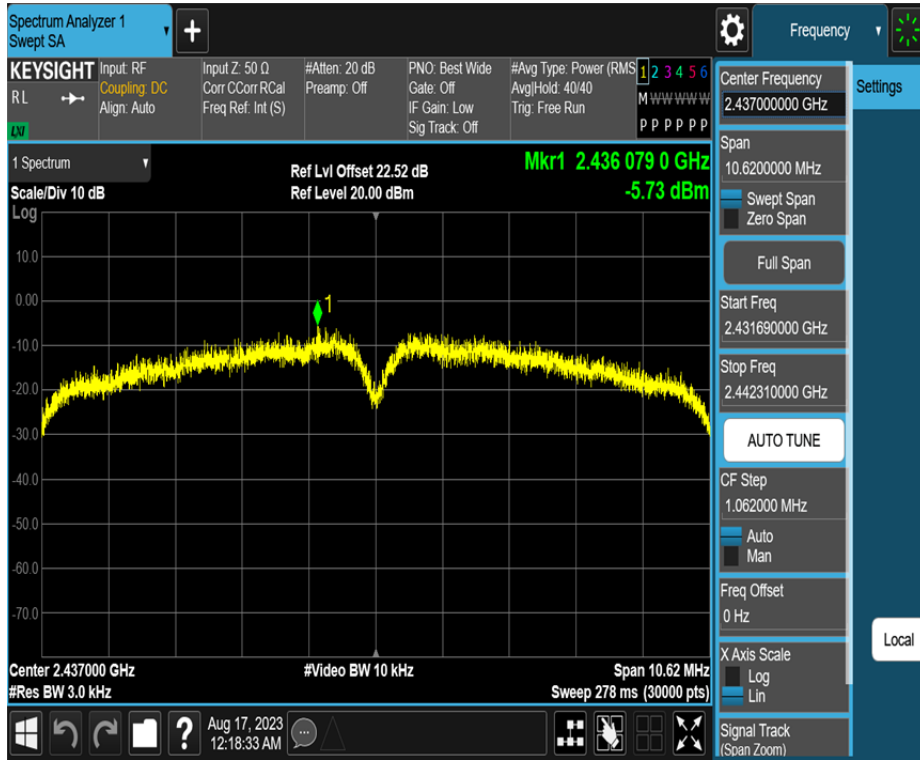 Spectrum Analyzer 1
Swept SA
Frequency
KEYSIGHT
RL
LXI
Input: RF
Coupling: DC
Align: Auto
Input Z: 50 Ω
Corr CCorr RCal
Freq Ref: Int (S)
#Atten: 20 dB
Preamp: Off
PNO: Best Wide
Gate: Off
IF Gain: Low
Sig Track: Off
#Avg Type: Power (RMS
Avg|Hold: 40/40
Trig: Free Run
1 2 3 4 5 6
M W W W W W
P P P P P P
1 Spectrum
Scale/Div 10 dB
Ref Lvl Offset 22.52 dB
Ref Level 20.00 dBm
Mkr1 2.436 079 0 GHz
-5.73 dBm
Log
10.0
0.00
-10.0
-20.0
-30.0
-40.0
-50.0
-60.0
-70.0
1
Center 2.437000 GHz
#Res BW 3.0 kHz
#Video BW 10 kHz
Span 10.62 MHz
Sweep 278 ms (30000 pts)
Aug 17, 2023
12:18:33 AM
Center Frequency
2.437000000 GHz
Span
10.6200000 MHz
Swept Span
Zero Span
Full Span
Start Freq
2.431690000 GHz
Stop Freq
2.442310000 GHz
AUTO TUNE
CF Step
1.062000 MHz
Auto
Man
Freq Offset
0 Hz
X Axis Scale
Log
Lin
Signal Track
(Span Zoom)
Settings
Local